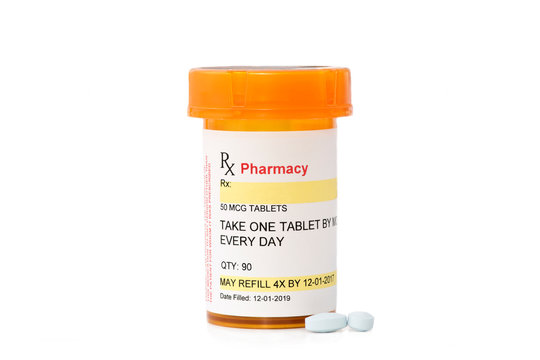 Rx Pharmacy
Rx:
50 MCG TABLETS
TAKE ONE TABLET BY
EVERY DAY
QTY: 90
MAY REFILL 4X BY 12-01-2017
Date Filled: 12-01-2019